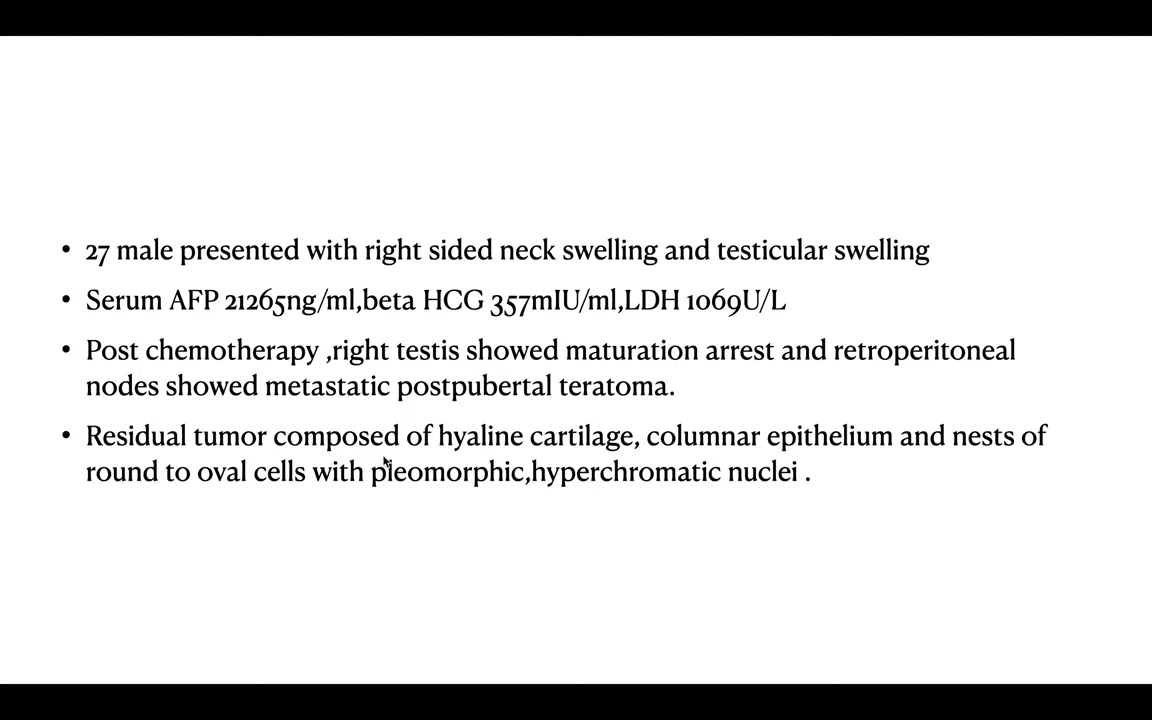 • 27 male presented with right sided neck swelling and testicular swelling
• Serum AFP 21265ng/ml,beta HCG 357mIU/ml,LDH 1069U/L
• Post chemotherapy ,right testis showed maturation arrest and retroperitoneal
nodes showed metastatic postpubertal teratoma.
• Residual tumor composed of hyaline cartilage, columnar epithelium and nests of
round to oval cells with pleomorphic,hyperchromatic nuclei .